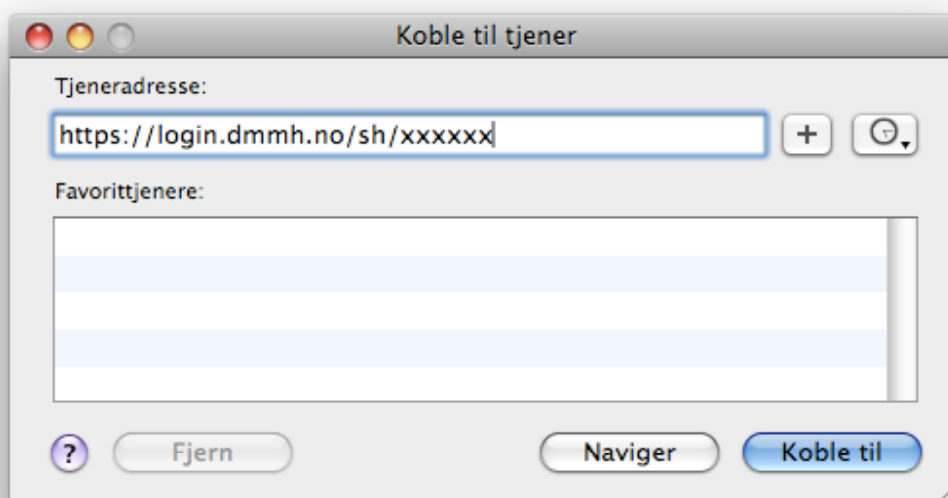 Koble til tjener
Tjeneradresse:
https://login.dmmh.no/sh/xxxxxx
+
Favorittjenere:
? Fjern Naviger Koble til